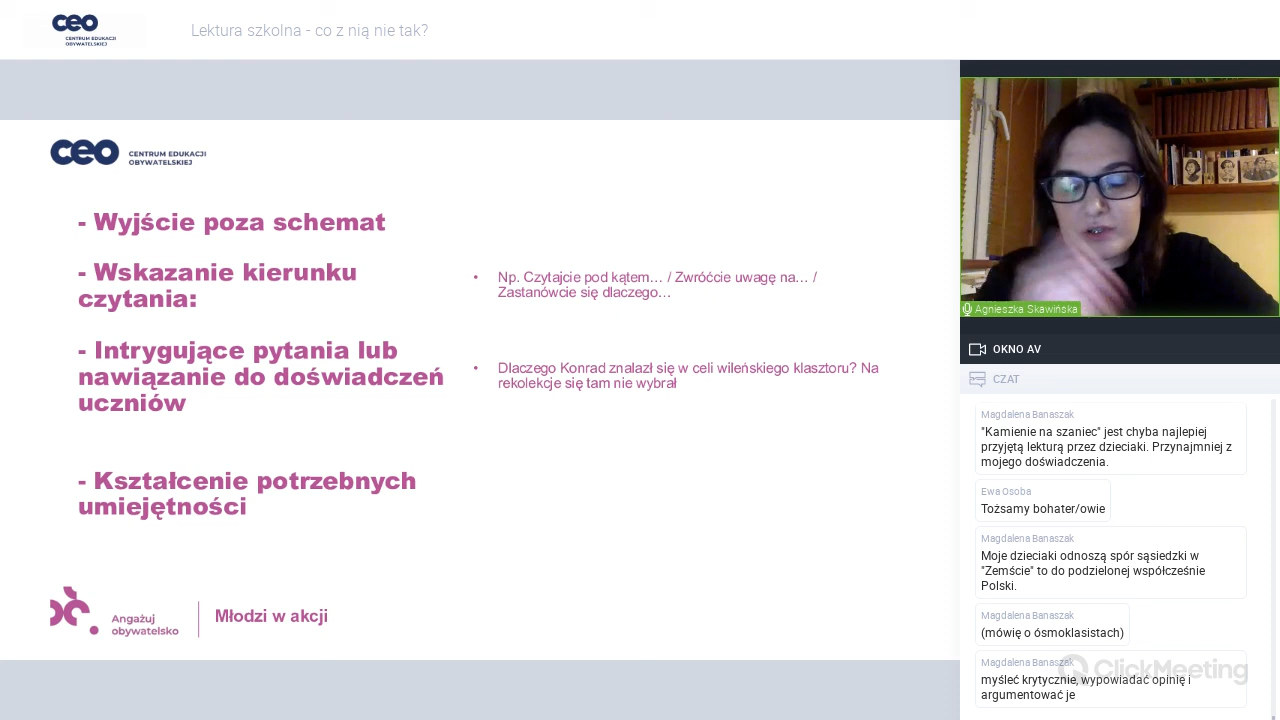 ceo
CENTRUM EDUKACJI
OBYWATELSKIEJ
Lektura szkolna - co z nią nie tak?
ceo
CENTRUM EDUKACJI
OBYWATELSKIEJ
- Wyjście poza schemat
- Wskazanie kierunku
czytania:
• Np. Czytajcie pod kątem… / Zwróćcie uwagę na… /
Zastanówcie się dlaczego…
- Intrygujące pytania lub
nawiązanie do doświadczeń
uczniów
• Dlaczego Konrad znalazł się w celi wileńskiego klasztoru? Na
rekolekcje się tam nie wybrał
- Kształcenie potrzebnych
umiejętności
Angażuj
obywatelsko
Młodzi w akcji
Agnieszka Skawińska
OKNO AV
CZAT
Magdalena Banaszak
"Kamienie na szaniec" jest chyba najlepiej
przyjętą lekturą przez dzieciaki. Przynajmniej z
mojego doświadczenia.
Ewa Osoba
Tożsamy bohater/owie
Magdalena Banaszak
Moje dzieciaki odnoszą spór sąsiedzki w
"Zemście" to do podzielonej współcześnie
Polski.
Magdalena Banaszak
(mówię o ósmoklasistach)
Magdalena Banaszak
myśleć krytycznie, wypowiadać opinię i
argumentować je
ClickMeeting